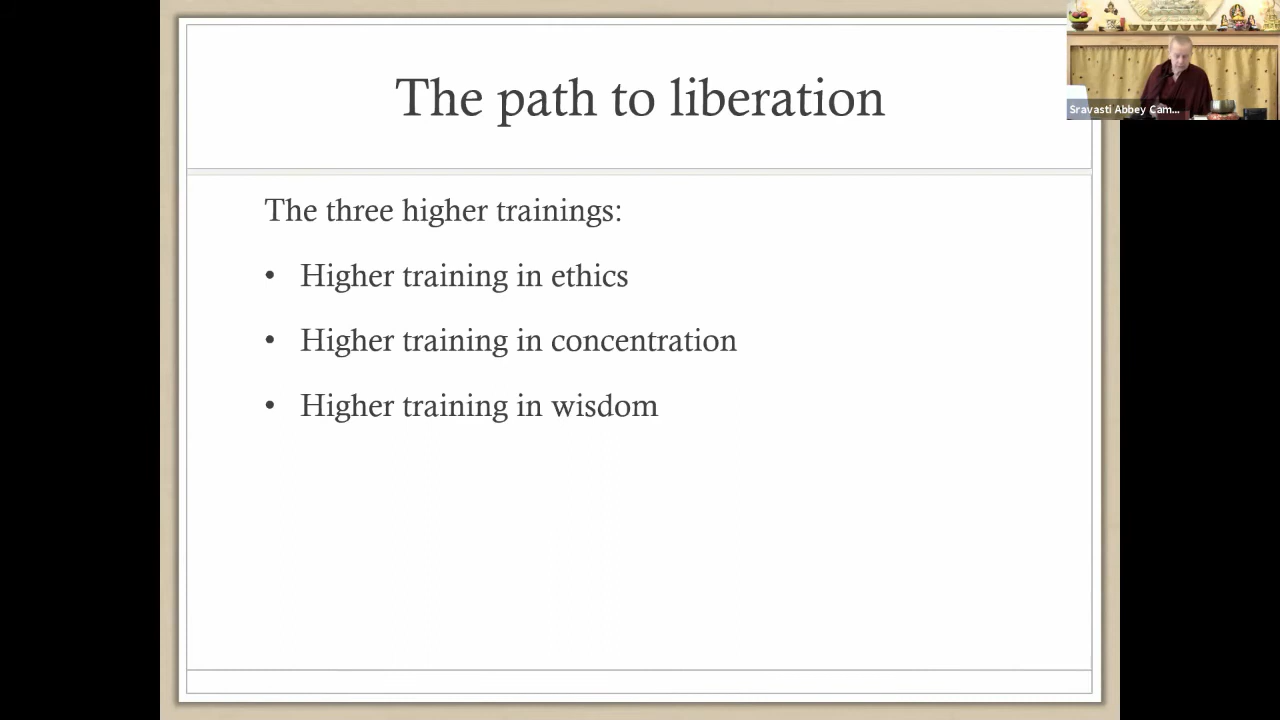 The path to liberation
Sravasti Abbey Cam...
The three higher trainings:
• Higher training in ethics
• Higher training in concentration
• Higher training in wisdom